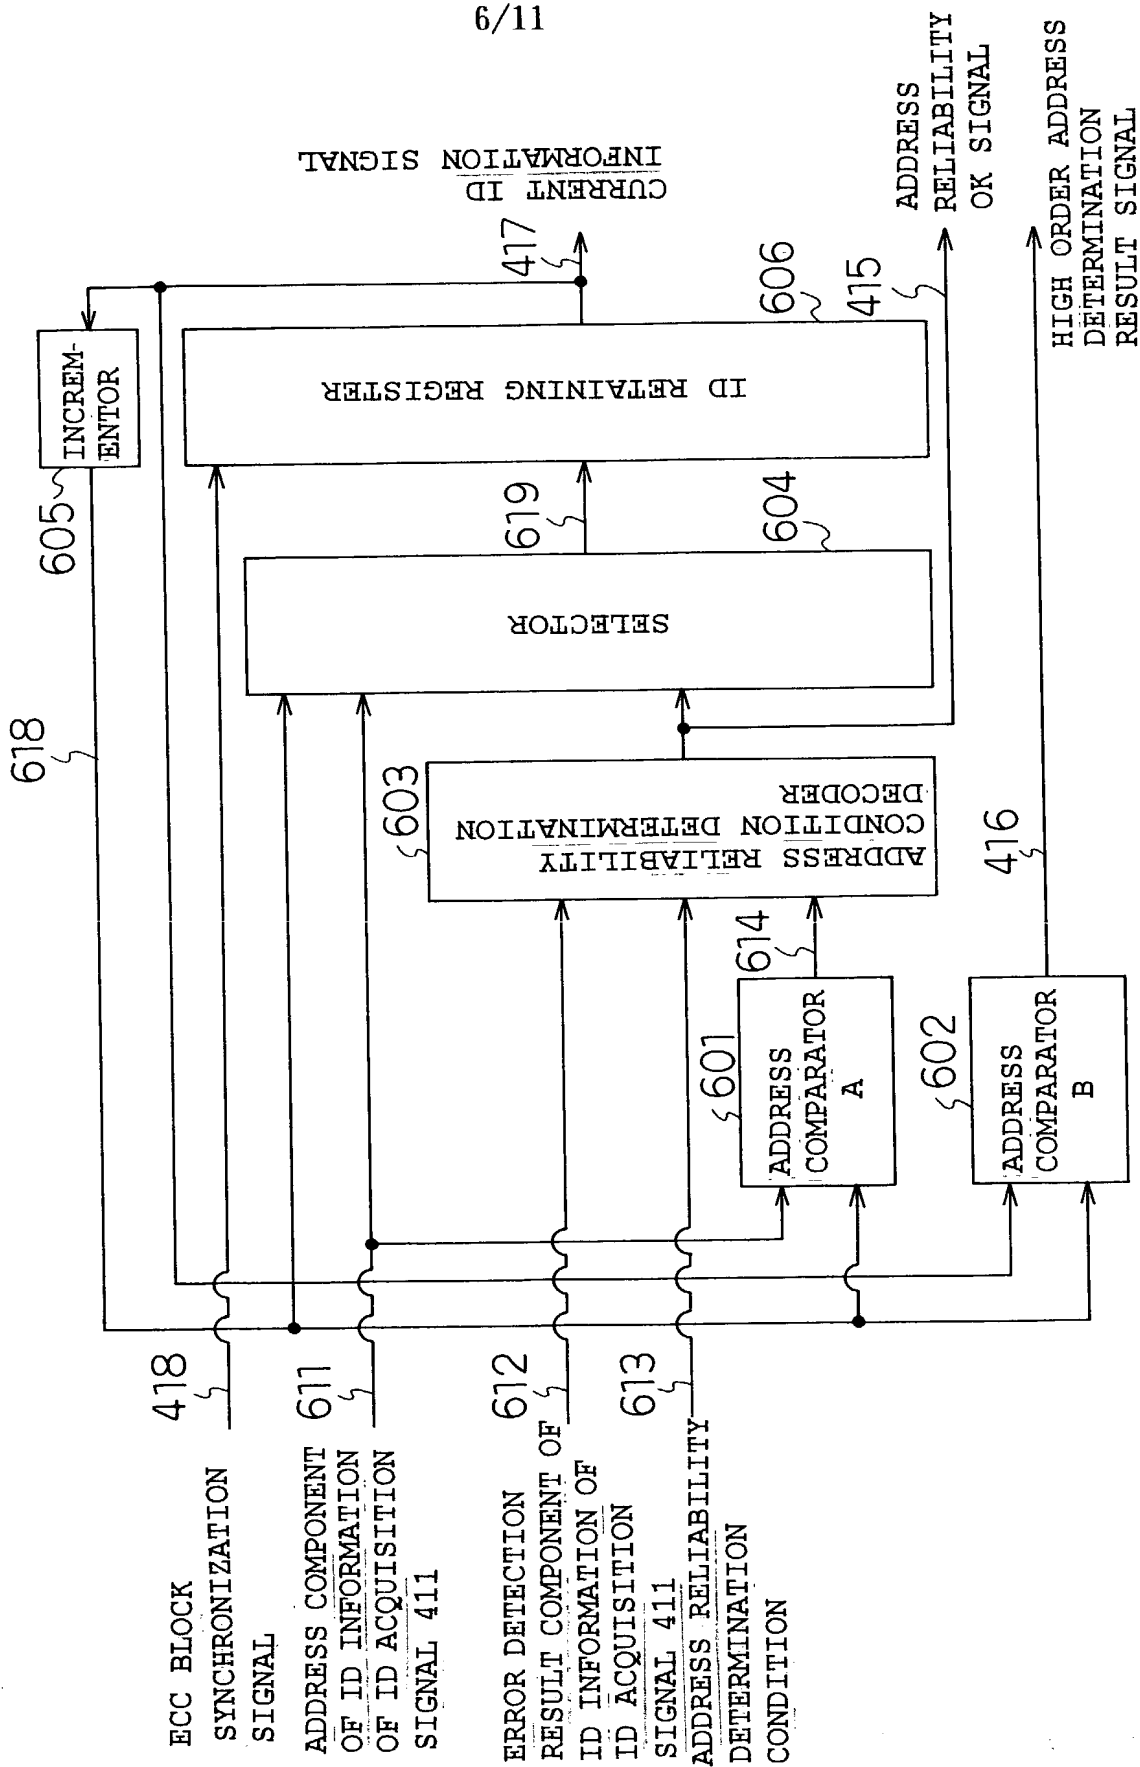 6/11
ECC BLOCK
SYNCHRONIZATION
SIGNAL
418
ADDRESS COMPONENT
OF ID INFORMATION
OF ID ACQUISITION
SIGNAL 411
611
ERROR DETECTION
RESULT COMPONENT OF
ID INFORMATION OF
ID ACQUISITION
SIGNAL 411
612
ADDRESS RELIABILITY
DETERMINATION
CONDITION
613
618
605
INCREM-
ENTOR
601
ADDRESS
COMPARATOR
A
614
602
ADDRESS
COMPARATOR
B
416
603
ADDRESS RELIABILITY
CONDITION DETERMINATION
DECODER
604
SELECTOR
619
606
ID RETAINING REGISTER
415
417
CURRENT ID
INFORMATION SIGNAL
ADDRESS
RELIABILITY
OK SIGNAL
HIGH ORDER ADDRESS
DETERMINATION
RESULT SIGNAL